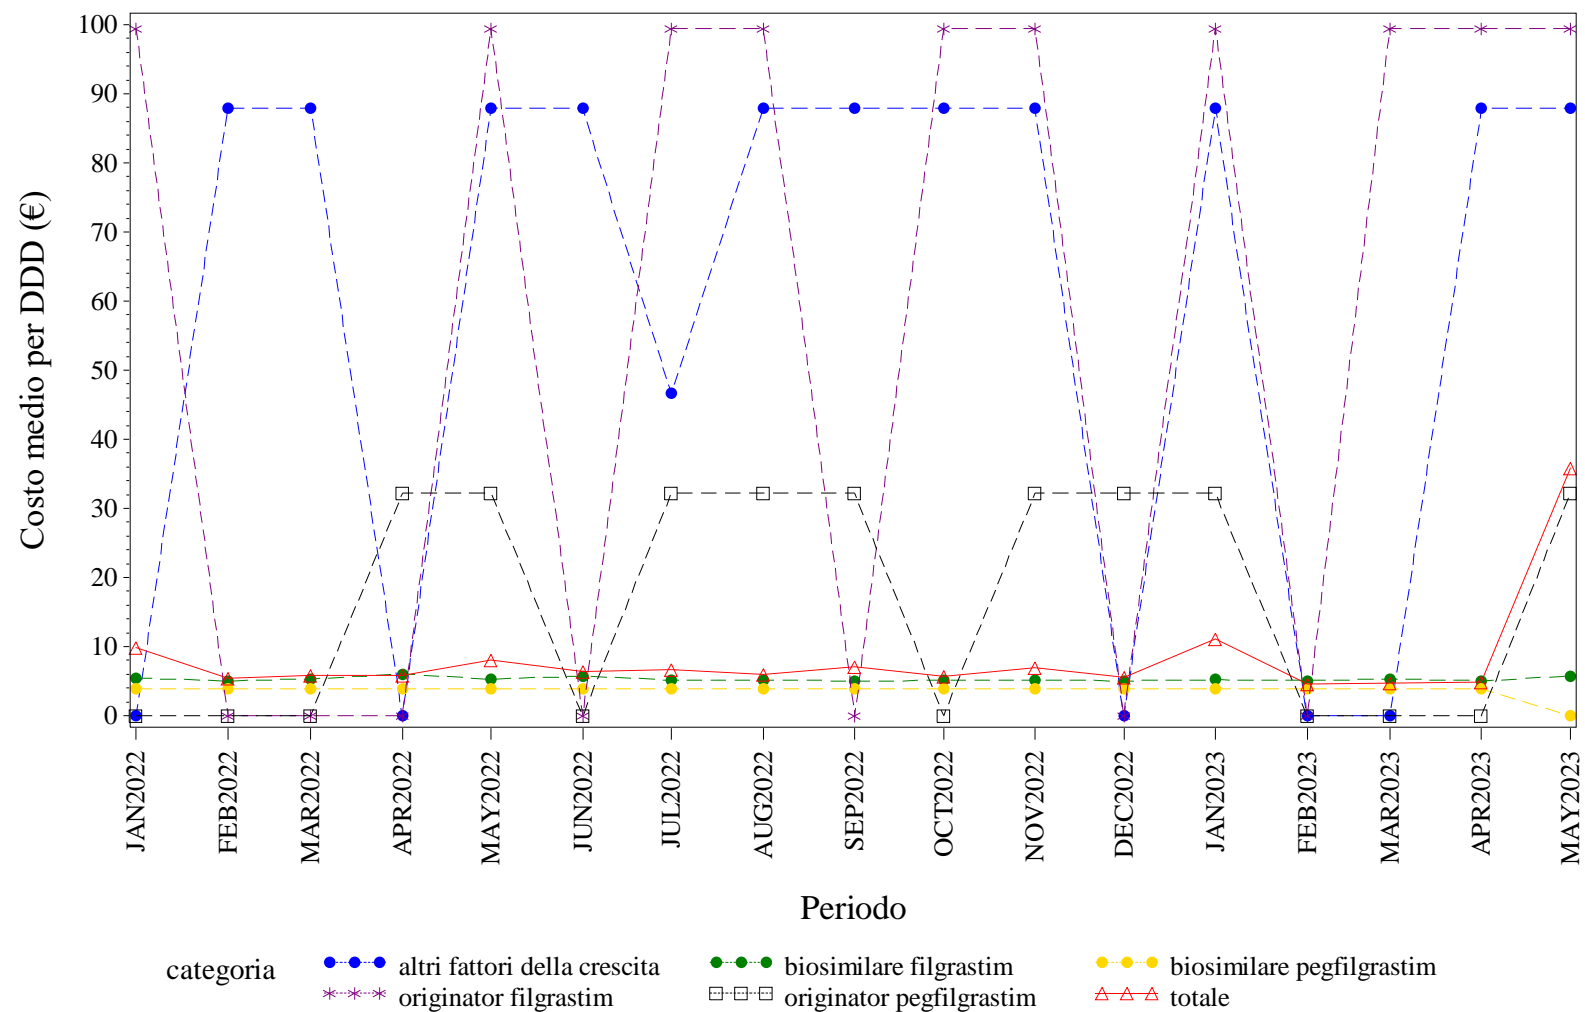 Costo medio per DDD (€)
100
90
80
70
60
50
40
30
20
10
0
JAN2022
FEB2022
MAR2022
APR2022
MAY2022
JUN2022
JUL2022
AUG2022
SEP2022
OCT2022
NOV2022
DEC2022
JAN2023
FEB2023
MAR2023
APR2023
MAY2023
Periodo
categoria
altri fattori della crescita
biosimilare filgrastim
biosimilare pegfilgrastim
originator filgrastim
originator pegfilgrastim
totale